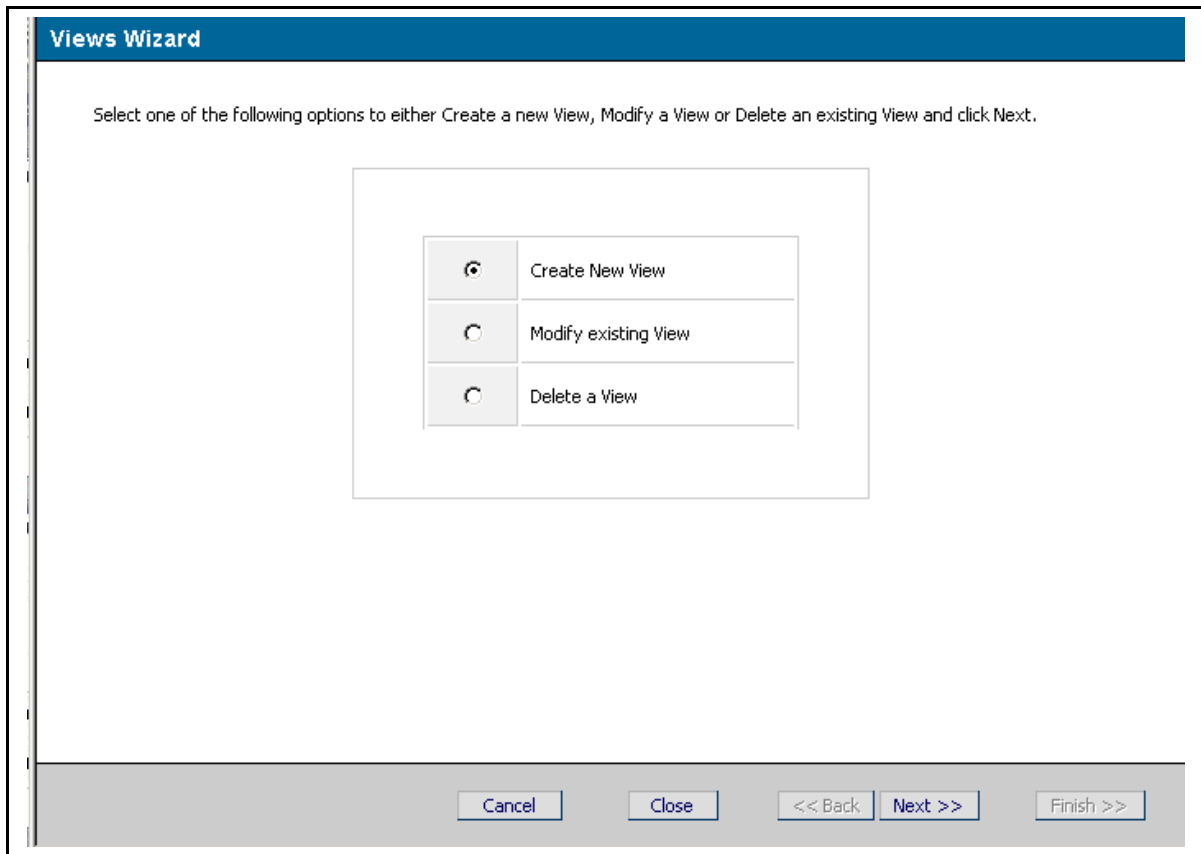 Views Wizard
Select one of the following options to either Create a new View, Modify a View or Delete an existing View and click Next.
Create New View
Modify existing View
Delete a View
Cancel Close << Back Next >> Finish >>